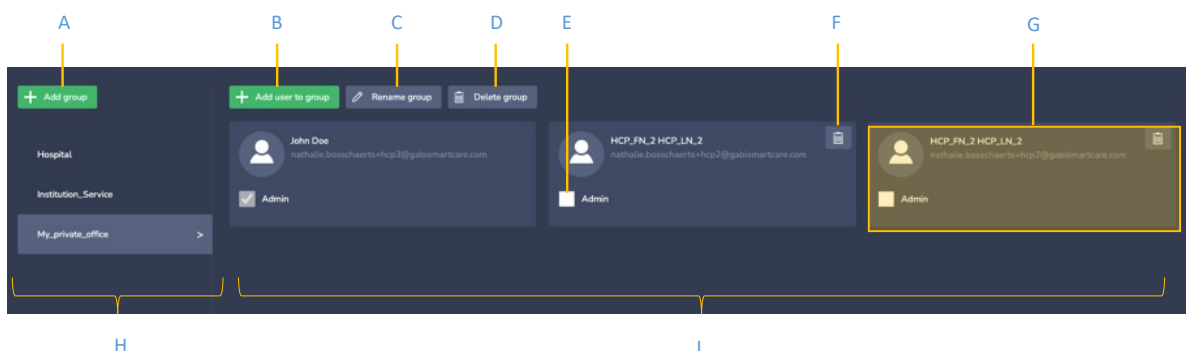 A B C D E F G
+ Add group + Add user to group Rename group Delete group
John Doe
nathalie.bosschaerts+hcp3@gabismartcare.com
Admin
HCP_FN_2 HCP_LN_2
nathalie.bosschaerts+hcp2@gabismartcare.com
Admin
HCP_FN_2 HCP_LN_2
nathalie.bosschaerts+hcp2@gabismartcare.com
Admin
Hospital
Institution_Service
My_private_office >
H I